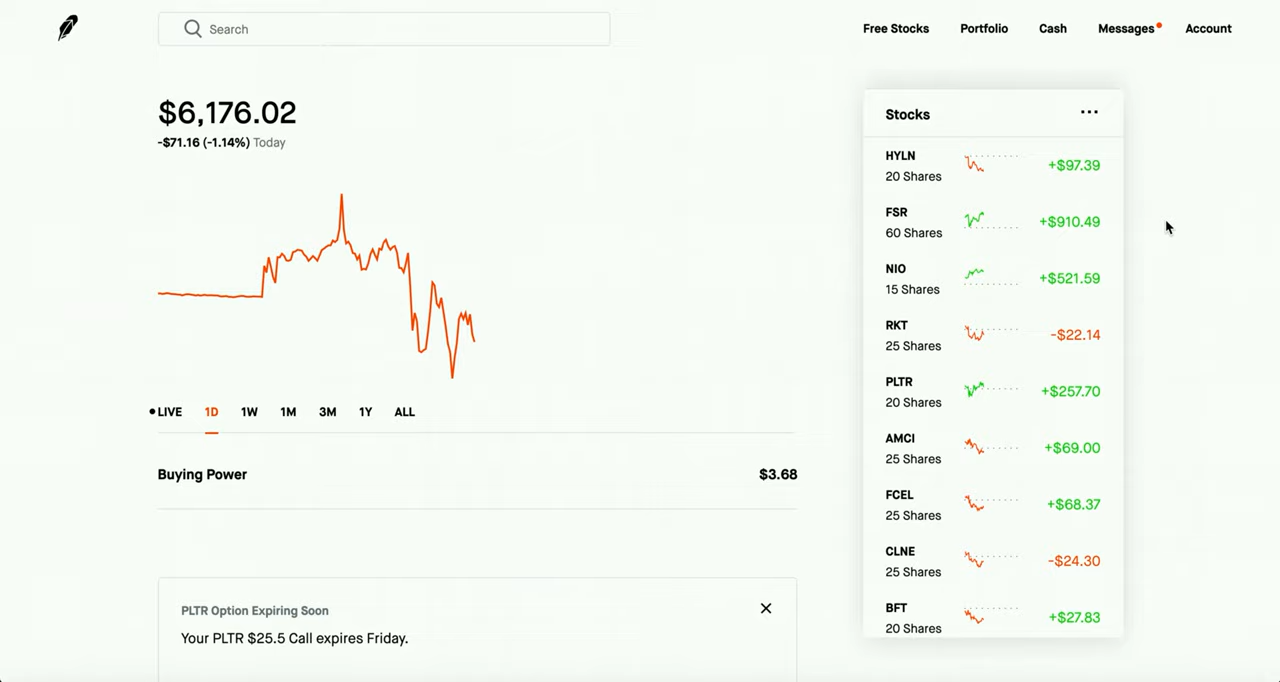 Search
Free Stocks
Portfolio
Cash
Messages
Account
$6,176.02
-$71.16 (-1.14%) Today
LIVE
1D
1W
1M
3M
1Y
ALL
Buying Power
$3.68
PLTR Option Expiring Soon
Your PLTR $25.5 Call expires Friday.
Stocks
HYLN
20 Shares
+$97.39
FSR
60 Shares
+$910.49
NIO
15 Shares
+$521.59
RKT
25 Shares
-$22.14
PLTR
20 Shares
+$257.70
AMCI
25 Shares
+$69.00
FCEL
25 Shares
+$68.37
CLNE
25 Shares
-$24.30
BFT
20 Shares
+$27.83